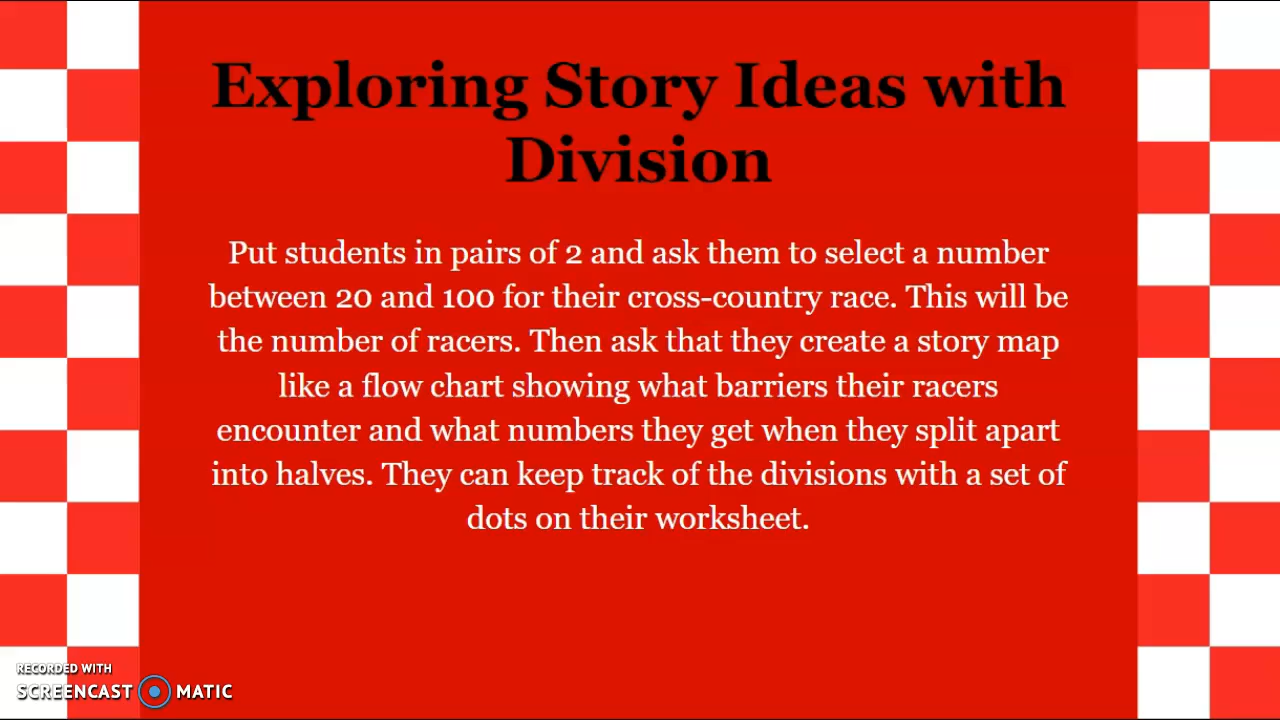 Exploring Story Ideas with
Division
Put students in pairs of 2 and ask them to select a number
between 20 and 100 for their cross-country race. This will be
the number of racers. Then ask that they create a story map
like a flow chart showing what barriers their racers
encounter and what numbers they get when they split apart
into halves. They can keep track of the divisions with a set of
dots on their worksheet.
RECORDED WITH
SCREENCAST MATIC